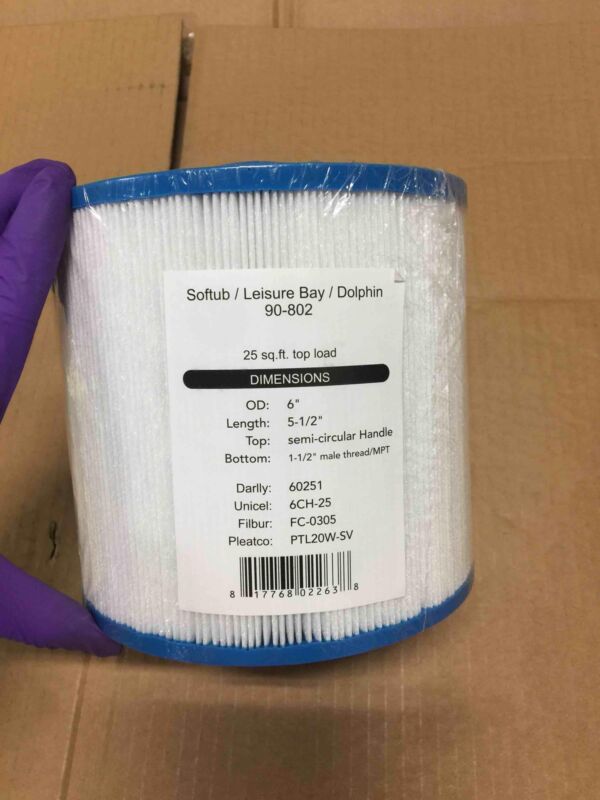 Softub / Leisure Bay / Dolphin
90-802
25 sq.ft. top load
DIMENSIONS
OD: 6"
Length: 5-1/2"
Top: semi-circular Handle
Bottom: 1-1/2" male thread/MPT
Darlly: 60251
Unicel: 6CH-25
Filbur: FC-0305
Pleatco: PTL20W-SV
8 17768 02263 8